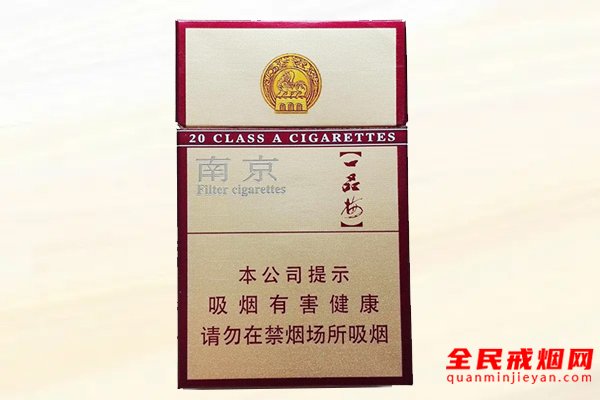 20 CLASS A CIGARETTES
南京
Filter cigarettes
【一品梅】
本公司提示
吸烟有害健康
请勿在禁烟场所吸烟
全民戒烟网
quanminjieyan.com